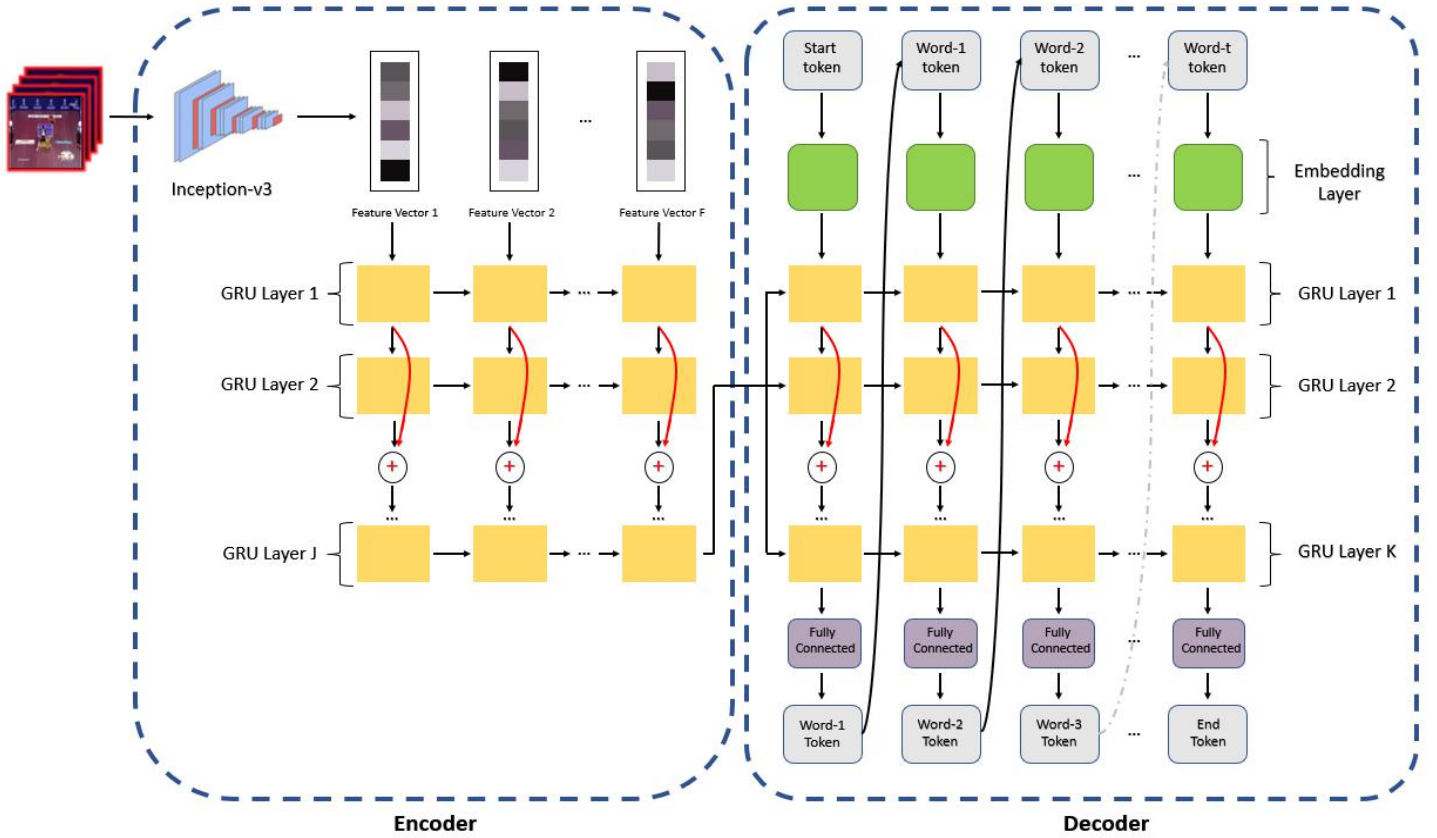 Inception-v3
Feature Vector 1
Feature Vector 2
...
Feature Vector F
GRU Layer 1
...
GRU Layer 2
...
+
+
+
...
...
...
GRU Layer J
...
Encoder
Start
token
Word-1
token
Word-2
token
...
Word-t
token
...
Embedding
Layer
...
GRU Layer 1
...
GRU Layer 2
+
+
+
+
...
...
...
...
...
GRU Layer K
Fully
Connected
Fully
Connected
Fully
Connected
...
Fully
Connected
Word-1
Token
Word-2
Token
Word-3
Token
...
End
Token
Decoder